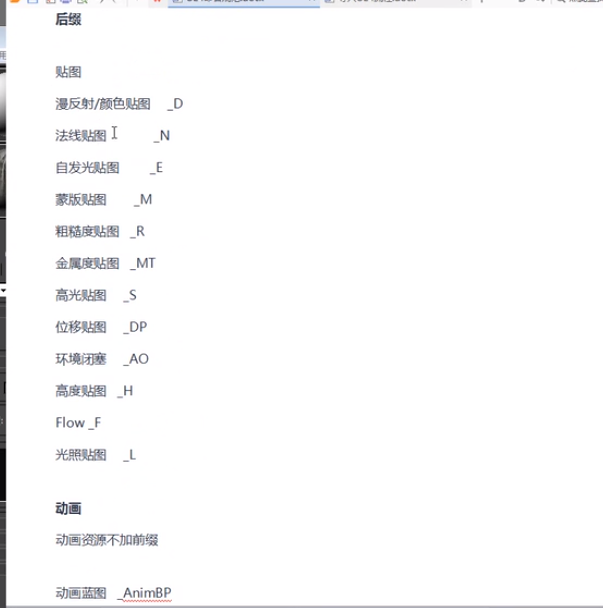 后缀
贴图
漫反射/颜色贴图 _D
法线贴图 _N
自发光贴图 _E
蒙版贴图 _M
粗糙度贴图 _R
金属度贴图 _MT
高光贴图 _S
位移贴图 _DP
环境闭塞 _AO
高度贴图 _H
Flow _F
光照贴图 _L
动画
动画资源不加前缀
动画蓝图 _AnimBP